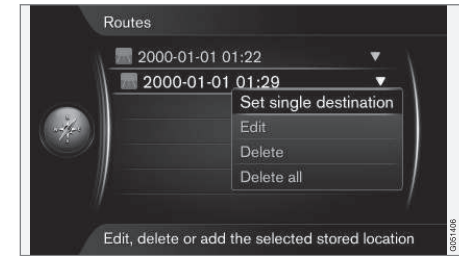 Routes
2000-01-01 01:22
2000-01-01 01:29
Set single destination
Edit
Delete
Delete all
Edit, delete or add the selected stored location
G051406